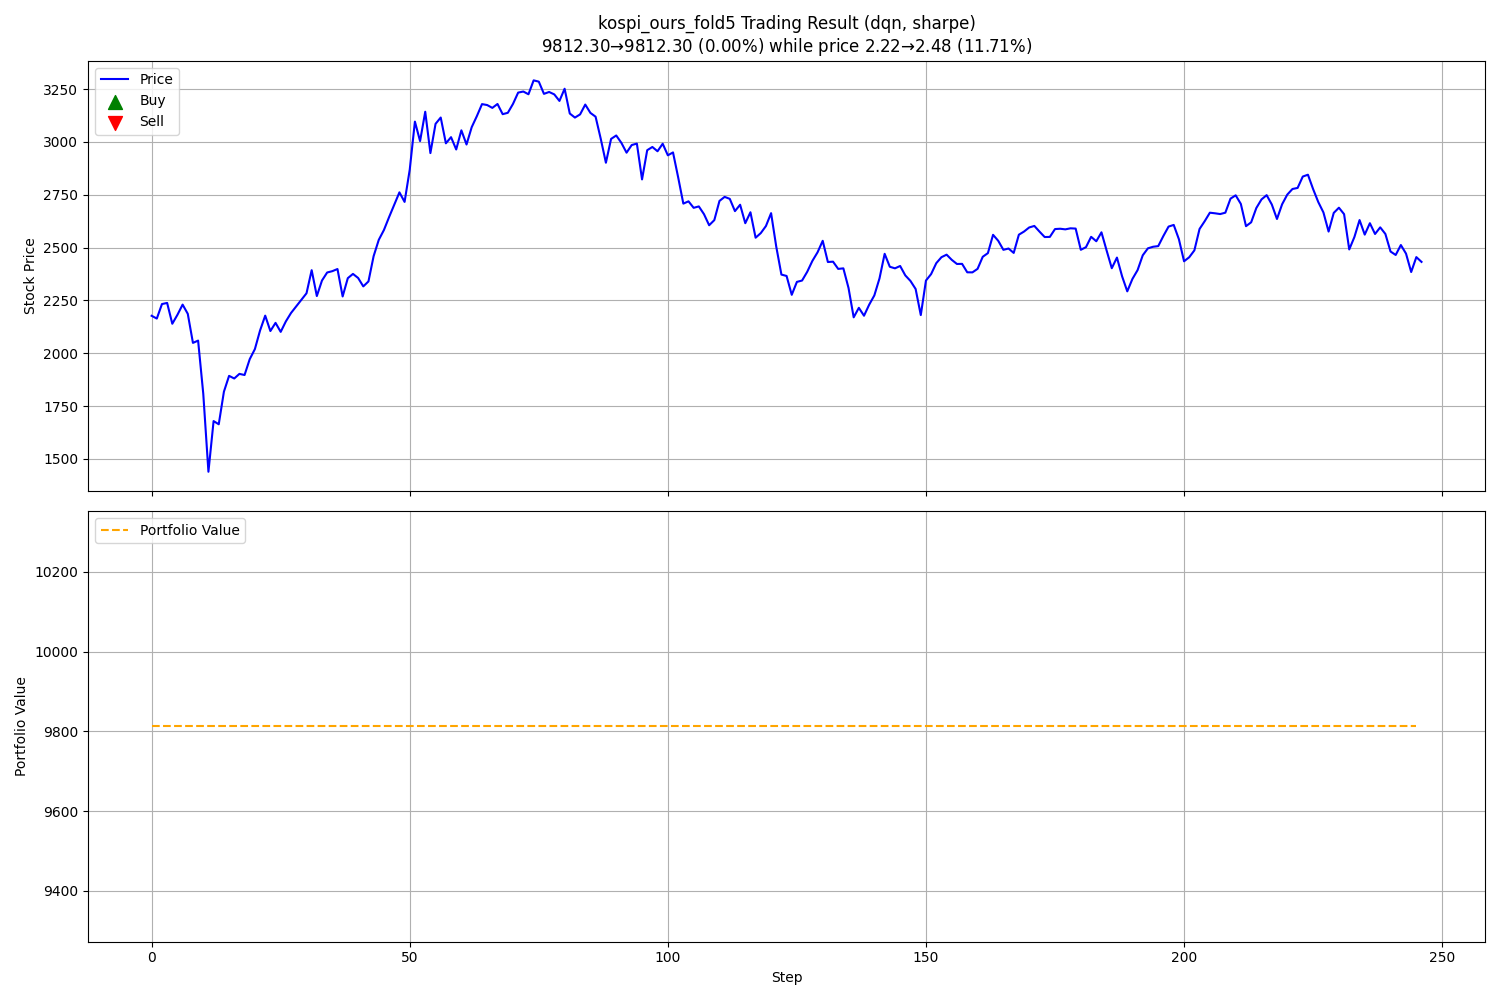 kospi_ours_fold5 Trading Result (dqn, sharpe)
9812.30→9812.30 (0.00%) while price 2.22→2.48 (11.71%)
Price
Buy
Sell
Stock Price
3250
3000
2750
2500
2250
2000
1750
1500
Portfolio Value
Portfolio Value
10200
10000
9800
9600
9400
0
50
100
150
200
250
Step